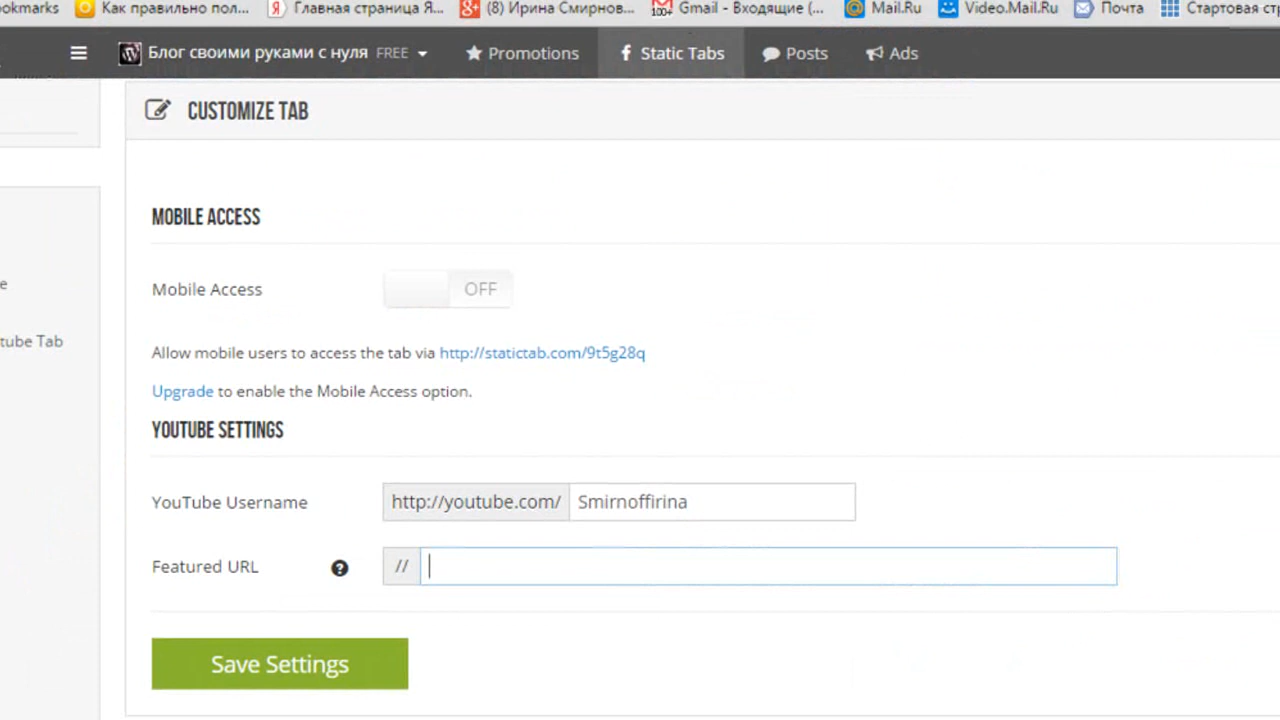 ookmarks Как правильно пол... Главная страница Я... (8) Ирина Смирнов... 100+ Gmail - Входящие (... Mail.Ru Video.Mail.Ru Почта Стартовая стр
Блог своими руками с нуля FREE Promotions Static Tabs Posts Ads
CUSTOMIZE TAB
MOBILE ACCESS
e
Mobile Access OFF
tube Tab
Allow mobile users to access the tab via http://statictab.com/9t5g28q
Upgrade to enable the Mobile Access option.
YOUTUBE SETTINGS
YouTube Username http://youtube.com/ Smirnoffirina
Featured URL ? //
Save Settings